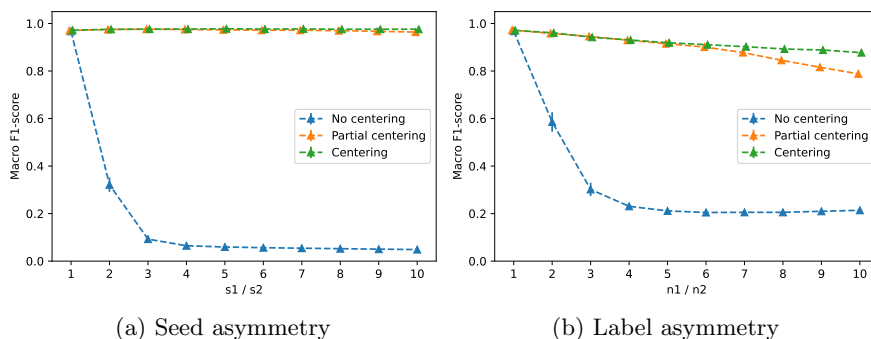 1.0
0.8
0.6
0.4
0.2
0.0
Macro F1-score
No centering
Partial centering
Centering
1 2 3 4 5 6 7 8 9 10
s1 / s2
(a) Seed asymmetry
1.0
0.8
0.6
0.4
0.2
0.0
Macro F1-score
No centering
Partial centering
Centering
1 2 3 4 5 6 7 8 9 10
n1 / n2
(b) Label asymmetry